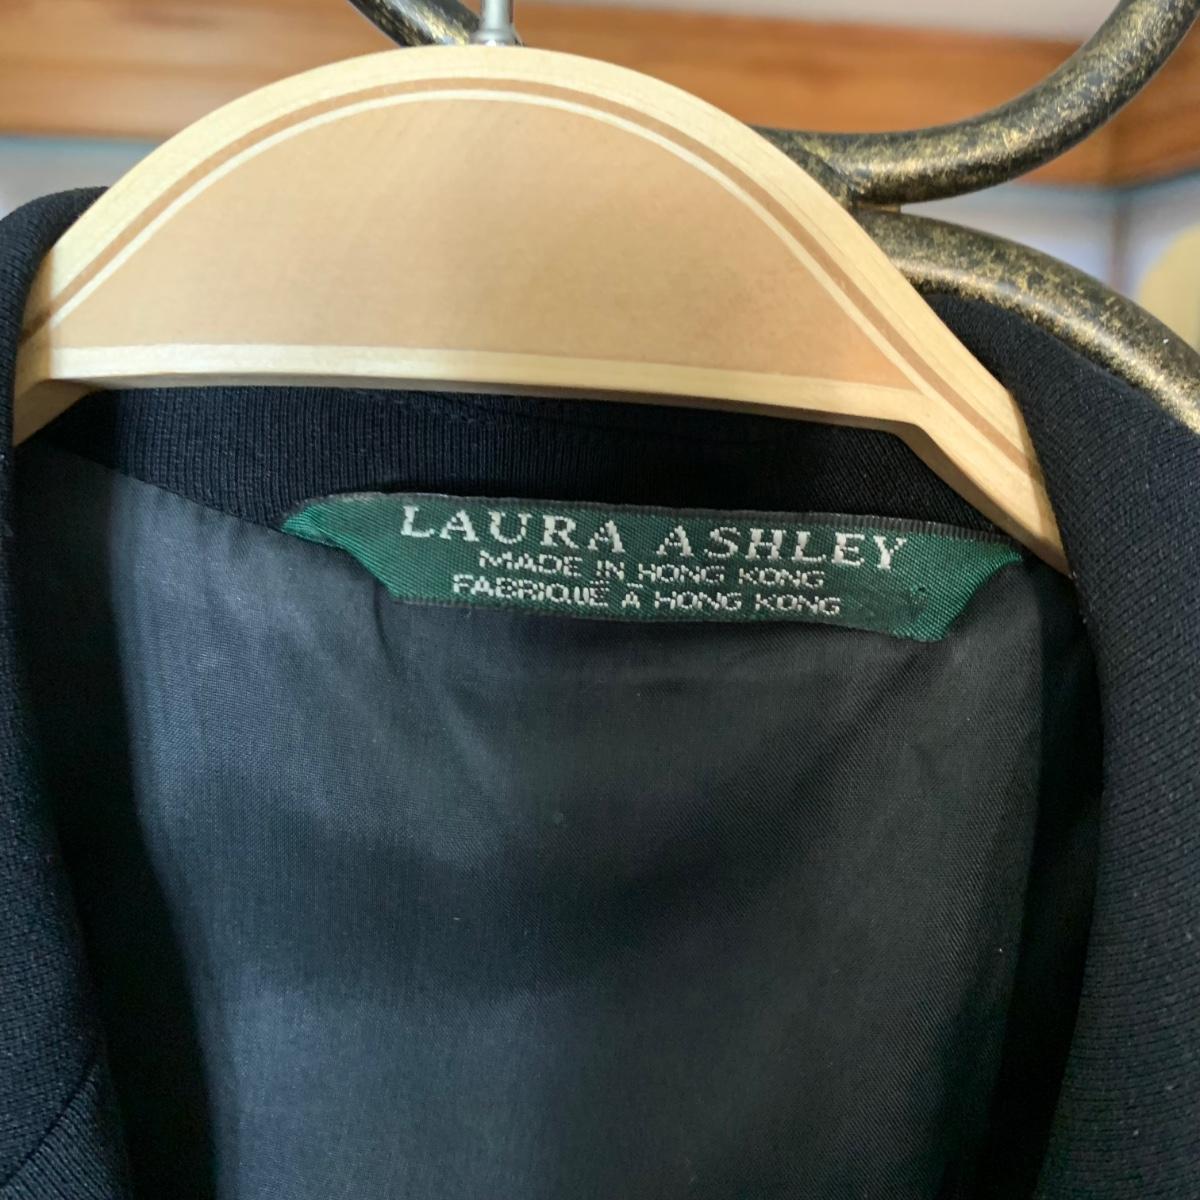 LAURA ASHLEY
MADE IN HONG KONG
FABRIQUÉ A HONG KONG